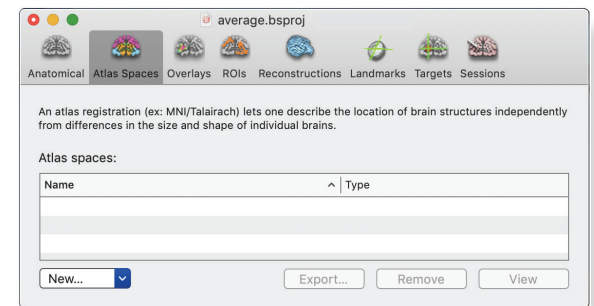 average.bsproj
Anatomical Atlas Spaces Overlays ROIs Reconstructions Landmarks Targets Sessions
An atlas registration (ex: MNI/Talairach) lets one describe the location of brain structures independently
from differences in the size and shape of individual brains.
Atlas spaces:
Name Type
New... Export... Remove View